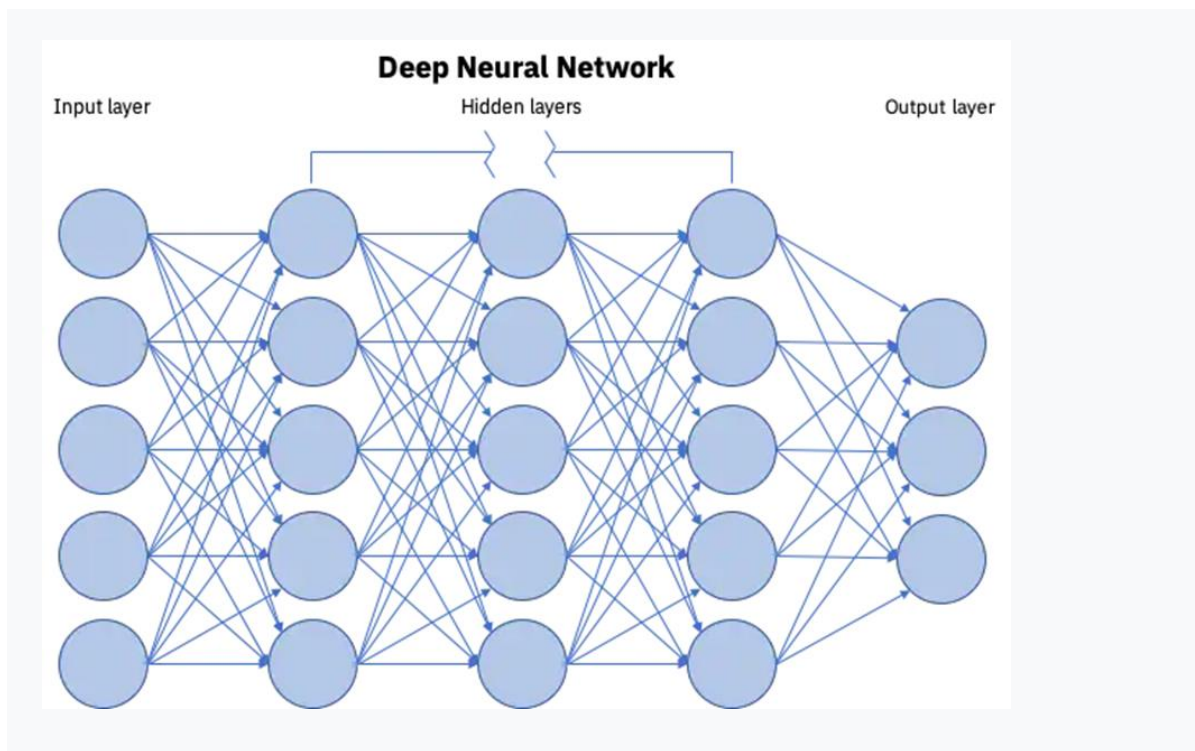 Deep Neural Network
Input layer
Hidden layers
Output layer